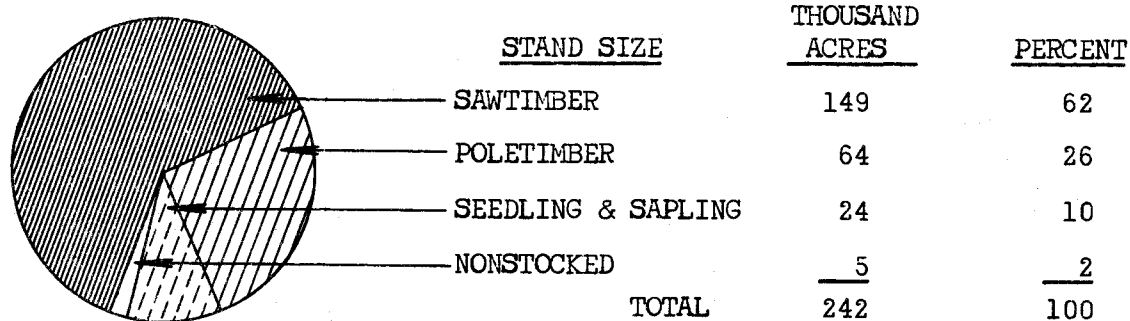 THOUSAND
STAND SIZE ACRES PERCENT
SAWTIMBER 149 62
POLETIMBER 64 26
SEEDLING & SAPLING 24 10
NONSTOCKED 5 2
TOTAL 242 100